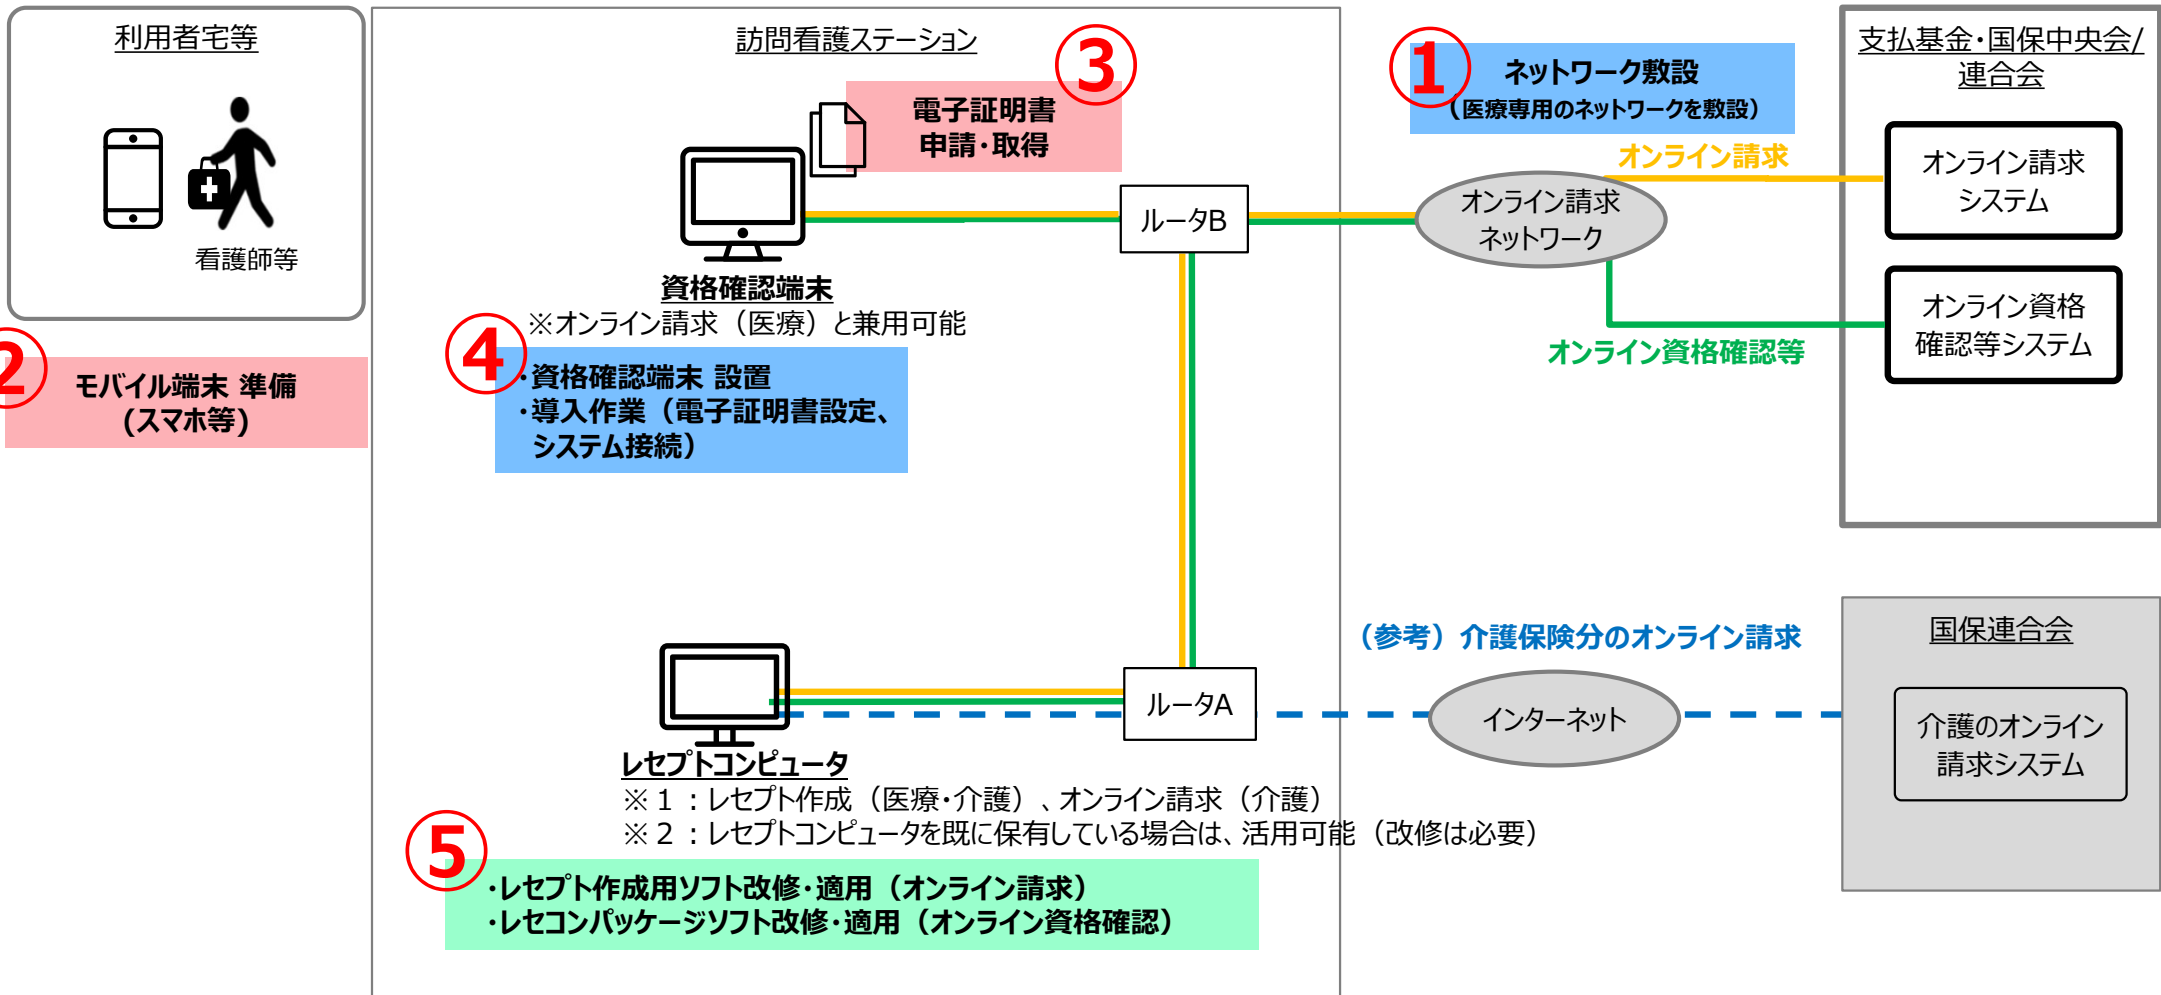 利用者宅等
看護師等
②
モバイル端末 準備
(スマホ等)
訪問看護ステーション
③
電子証明書
申請・取得
資格確認端末
※オンライン請求（医療）と兼用可能
④
・資格確認端末 設置
・導入作業（電子証明書設定、
システム接続）
ルータB
①
ネットワーク敷設
（医療専用のネットワークを敷設）
オンライン請求
オンライン請求
ネットワーク
オンライン資格確認等
支払基金・国保中央会/
連合会
オンライン請求
システム
オンライン資格
確認等システム
ルータA
レセプトコンピュータ
※１：レセプト作成（医療・介護）、オンライン請求（介護）
※２：レセプトコンピュータを既に保有している場合は、活用可能（改修は必要）
⑤
・レセプト作成用ソフト改修・適用（オンライン請求）
・レセコンパッケージソフト改修・適用（オンライン資格確認）
（参考）介護保険分のオンライン請求
インターネット
国保連合会
介護のオンライン
請求システム